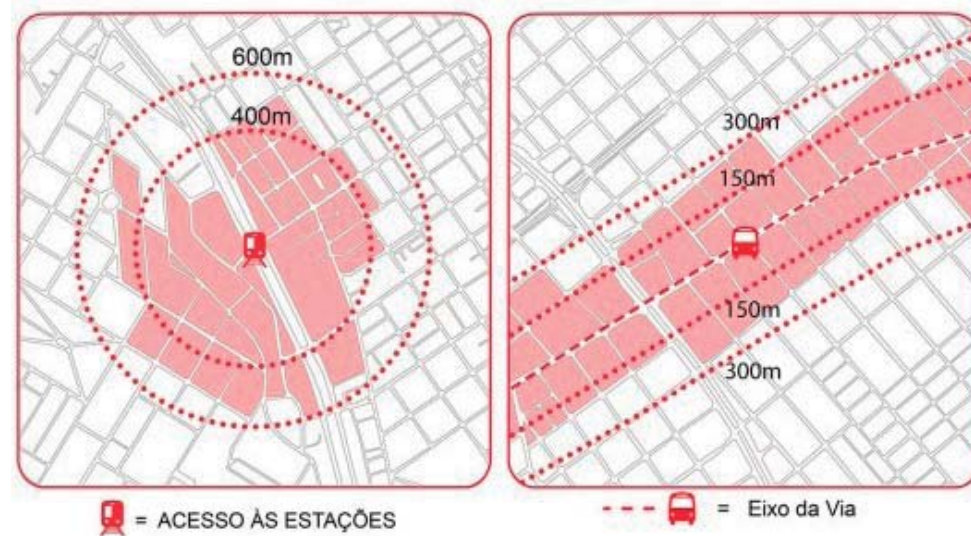 600m
400m
300m
150m
150m
300m
= ACESSO ÀS ESTAÇÕES
= Eixo da Via